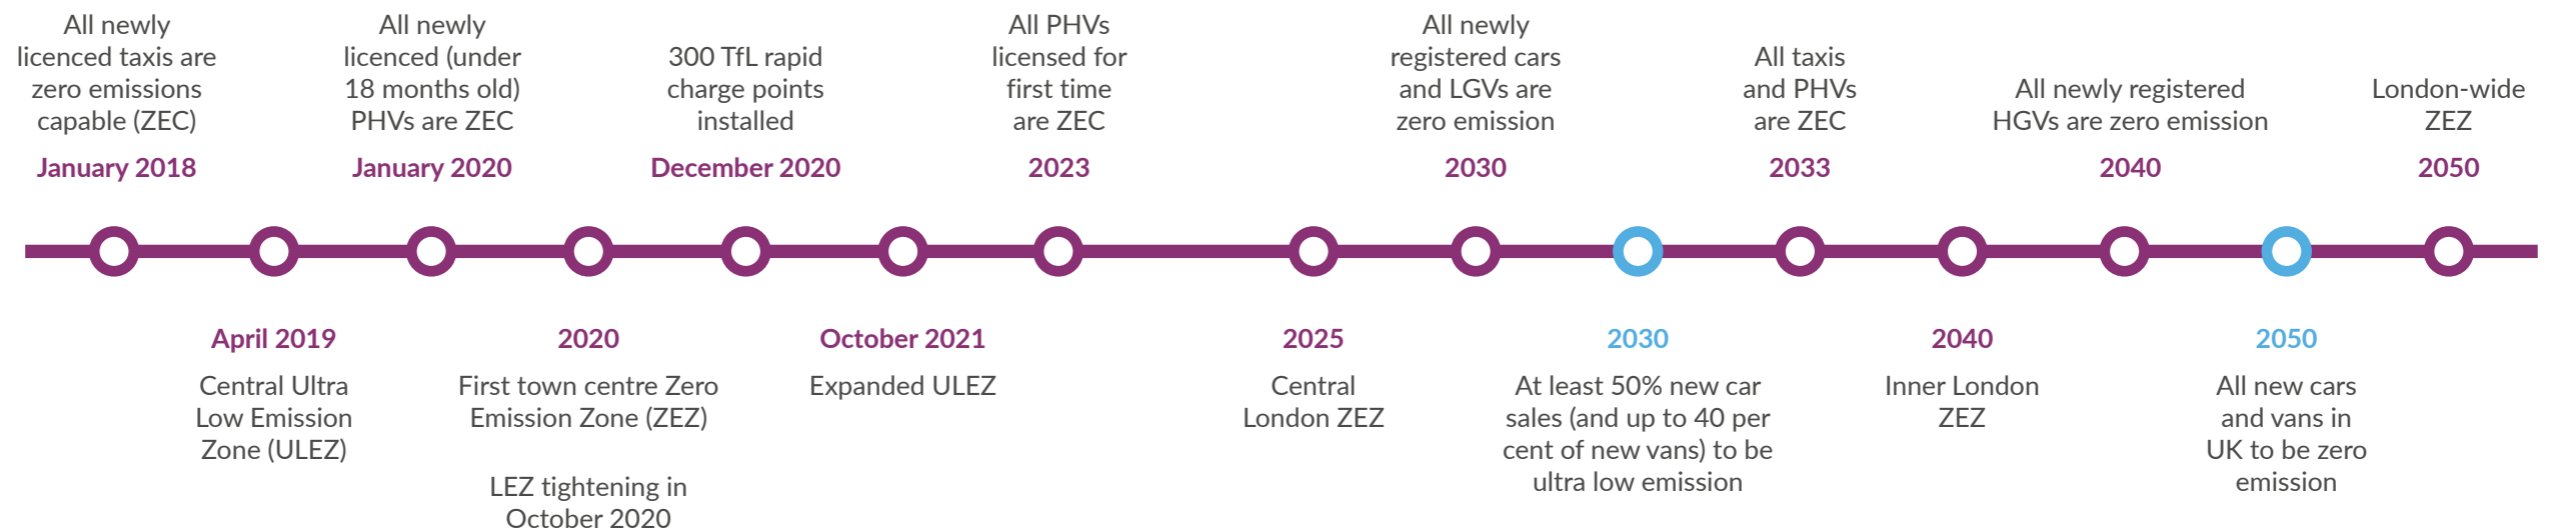 All newly
licenced taxis are
zero emissions
capable (ZEC)
January 2018
April 2019
Central Ultra
Low Emission
Zone (ULEZ)
All newly
licenced (under
18 months old)
PHVs are ZEC
January 2020
2020
First town centre Zero
Emission Zone (ZEZ)
LEZ tightening in
October 2020
300 TfL rapid
charge points
installed
December 2020
October 2021
Expanded ULEZ
All PHVs
licensed for
first time
are ZEC
2023
2025
Central
London ZEZ
All newly
registered cars
and LGVs are
zero emission
2030
2030
At least 50% new car
sales (and up to 40 per
cent of new vans) to be
ultra low emission
All taxis
and PHVs
are ZEC
2033
2040
Inner London
ZEZ
All newly registered
HGVs are zero emission
2040
2050
All new cars
and vans in
UK to be zero
emission
London-wide
ZEZ
2050